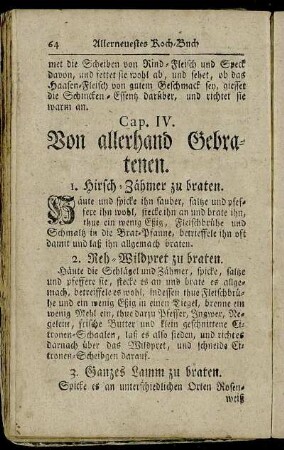 64 Allerneuestes Koch-Buch
met die Scheiben von Rind-Fleisch und Speck
davon, und fettet sie wohl ab, und sehet, ob das
Haasen-Fleisch von gutem Geschmack sey, giesset
die Schincken-Essentz darüber, und richtet sie
warm an.
Cap. IV.
Von allerhand Gebra-
tenen.
1. Hirsch-Zähmer zu braten.
Häute und spicke ihn sauber, saltze und pfef-
fere ihn wohl, stecke ihn an und brate ihn,
thue ein wenig Eßig, Fleischbrühe und
Schmaltz in die Brat-Pfanne, betrieffele ihn oft
damit und laß ihn allgemach braten.
2. Reh-Wildpret zu braten.
Häute die Schlägel und Zähmer, spicke, saltze
und pfeffere sie, stecke es an und brate es allge-
mach, betreiffele es wohl, indessen thue Fleischbrü-
he und ein wenig Eßig in einen Tiegel, brenne ein
wenig Mehl ein, thue darzu Pfeffer, Ingwer, Ne-
gelein, frische Butter und klein geschnittene Ci-
tronen-Schaalen, laß es also sieden, und richtes
darnach über das Wildpret, und schneide Ci-
tronen-Scheibgen darauf.
3. Ganzes Lamm zu braten.
Spicke es an unterschiedlichen Orten Rosen-
weiß